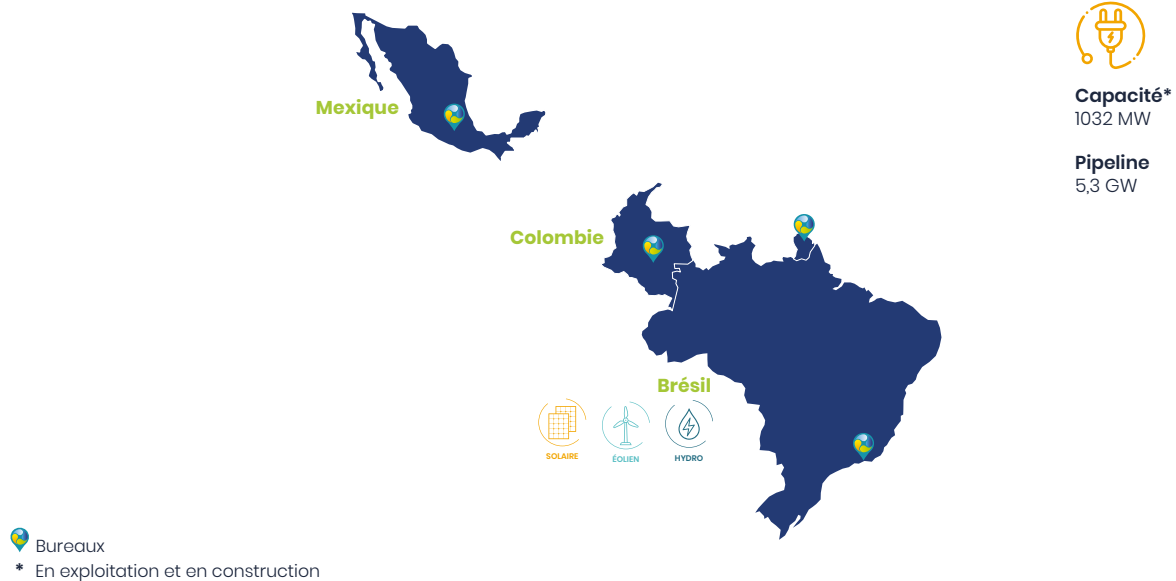 Mexique
Capacité*
1032 MW
Pipeline
5,3 GW
Colombie
Brésil
SOLAIRE
ÉOLIEN
HYDRO
Bureaux
* En exploitation et en construction